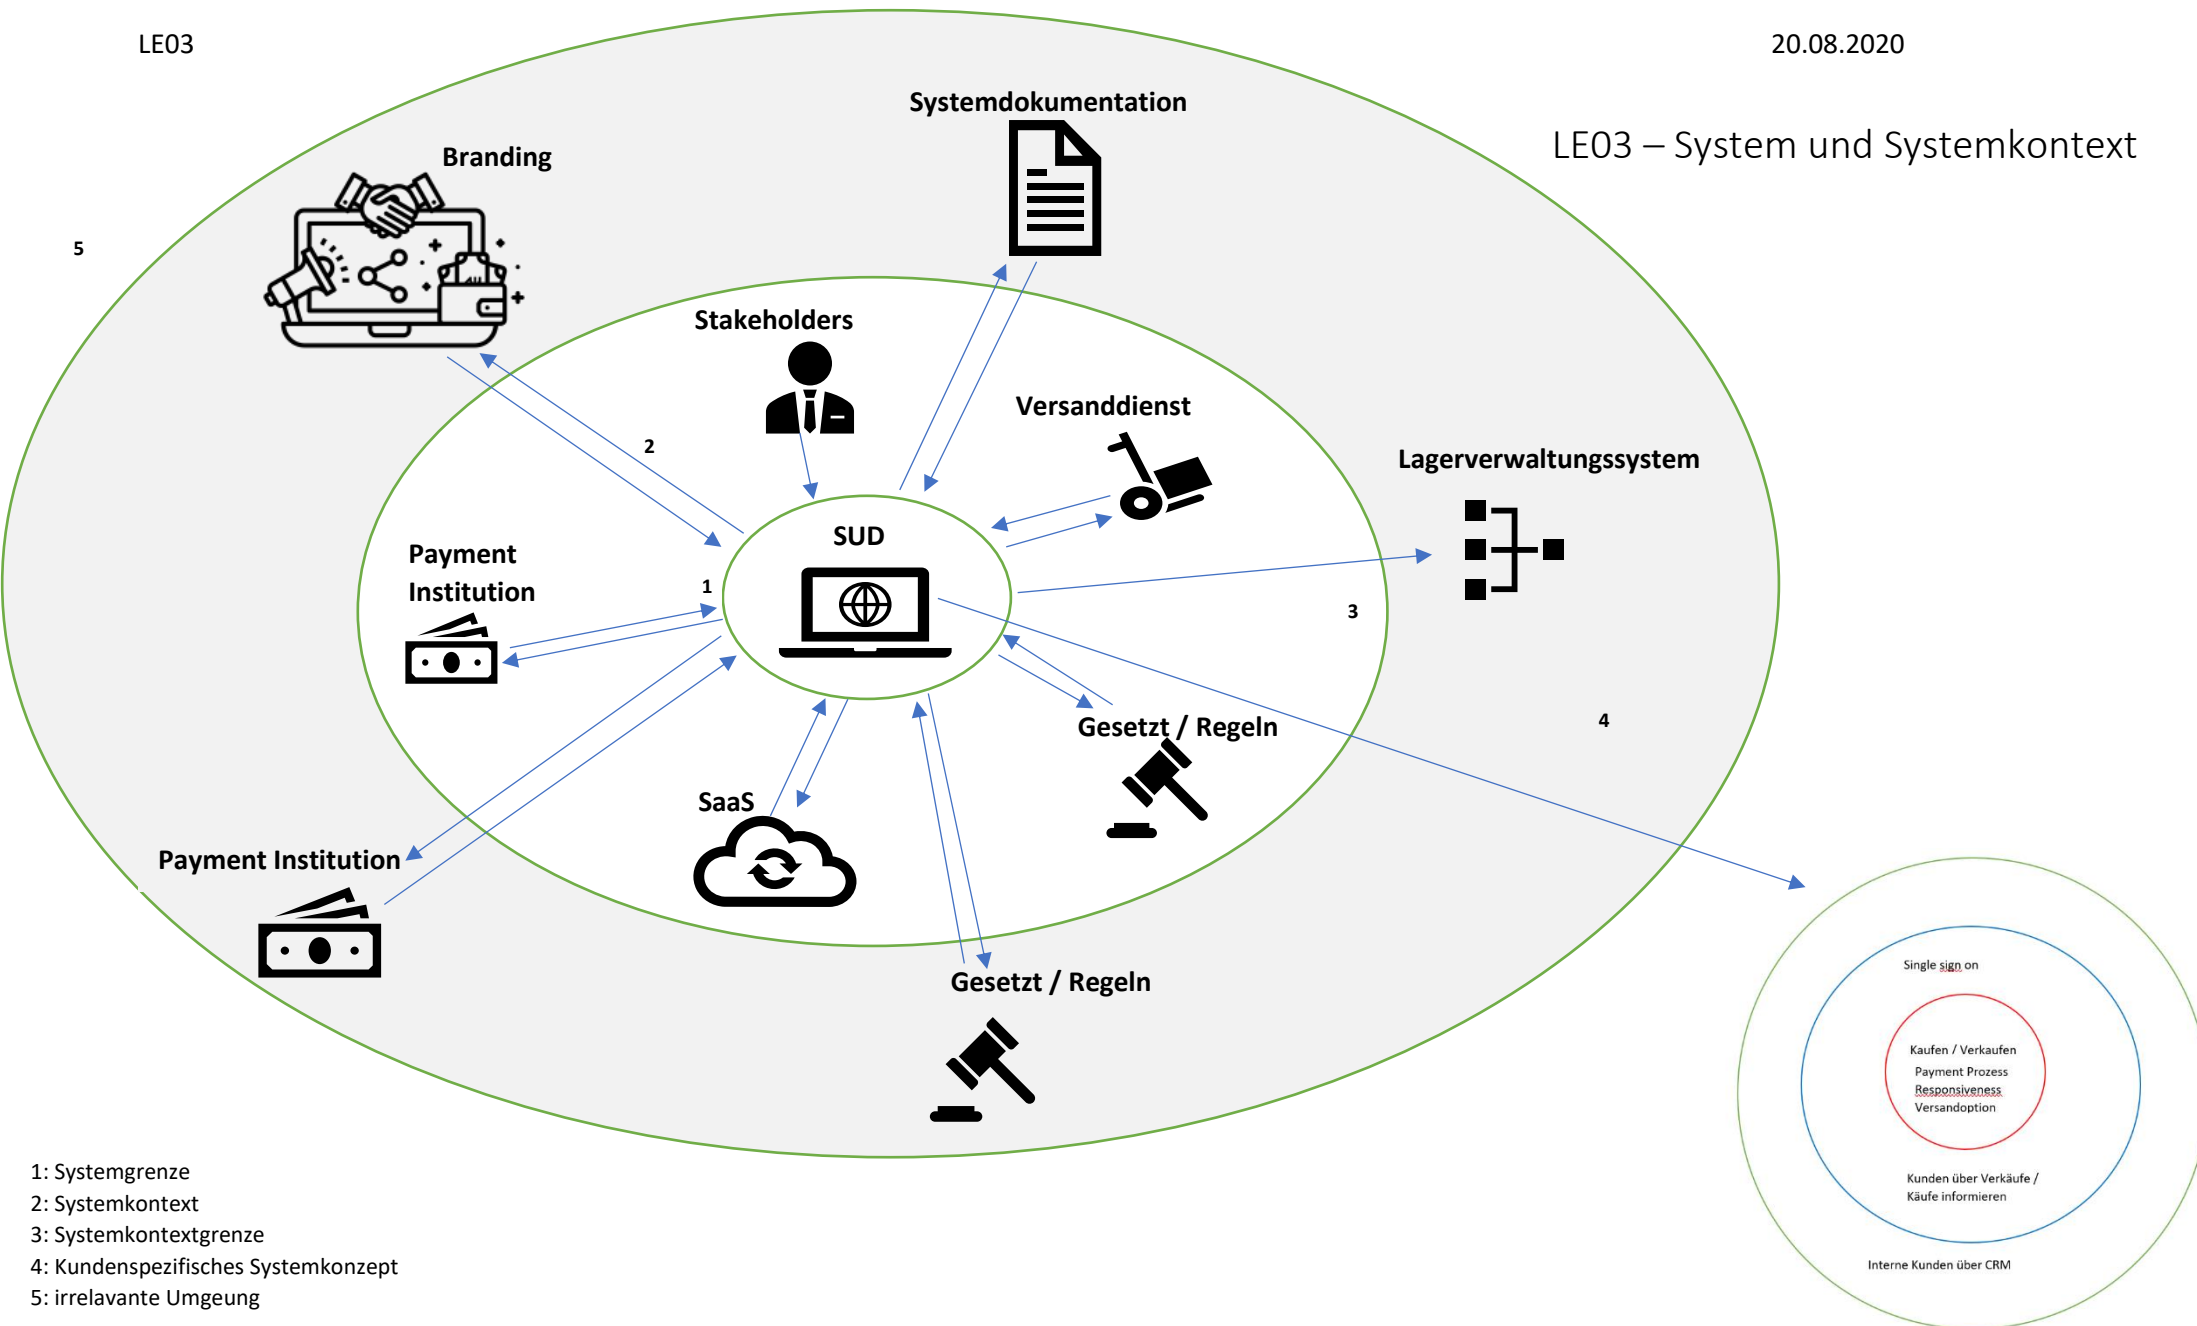 LE03
20.08.2020
LE03 – System und Systemkontext
Systemdokumentation
Branding
5
Stakeholders
Versanddienst
2
Lagerverwaltungssystem
SUD
Payment
Institution
1
3
4
Gesetzt / Regeln
SaaS
Payment Institution
Gesetzt / Regeln
Single sign on
Kaufen / Verkaufen
Payment Prozess
Responsiveness
Versandoption
Kunden über Verkäufe /
Käufe informieren
Interne Kunden über CRM
1: Systemgrenze
2: Systemkontext
3: Systemkontextgrenze
4: Kundenspezifisches Systemkonzept
5: irrelavante Umgeung